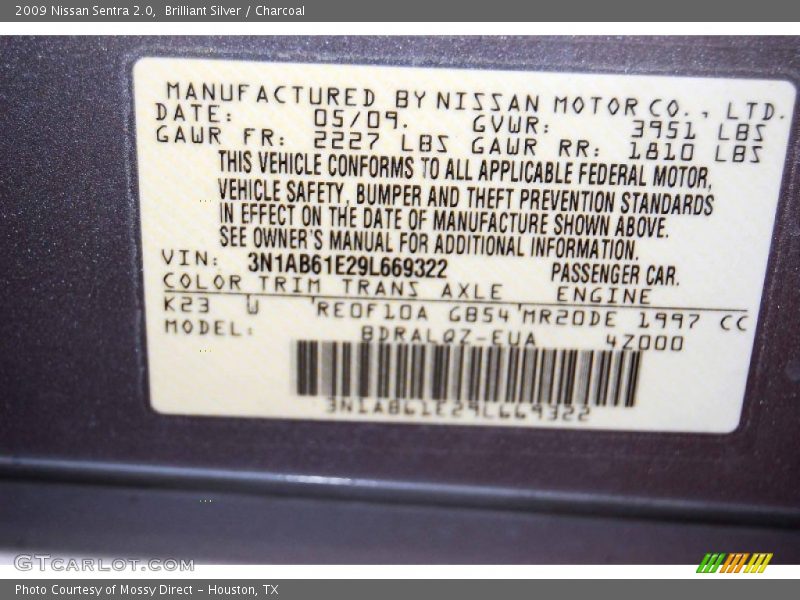 2009 Nissan Sentra 2.0,  Brilliant Silver / Charcoal
MANUFACTURED BY NISSAN MOTOR CO., LTD.
DATE: 05/09. GVWR: 3951 LBS
GAWR FR: 2227 LBS GAWR RR: 1810 LBS
THIS VEHICLE CONFORMS TO ALL APPLICABLE FEDERAL MOTOR,
VEHICLE SAFETY, BUMPER AND THEFT PREVENTION STANDARDS
IN EFFECT ON THE DATE OF MANUFACTURE SHOWN ABOVE.
SEE OWNER'S MANUAL FOR ADDITIONAL INFORMATION.
VIN: 3N1AB61E29L669322 PASSENGER CAR.
COLOR TRIM TRANS AXLE ENGINE
K23 W 'RE0F10A GB54'MR20DE 1997 CC
MODEL: BDRALQZ-EUA 4Z000
3N1AB61E29L669322
GTCARLOT.COM
Photo Courtesy of Mossy Direct - Houston, TX